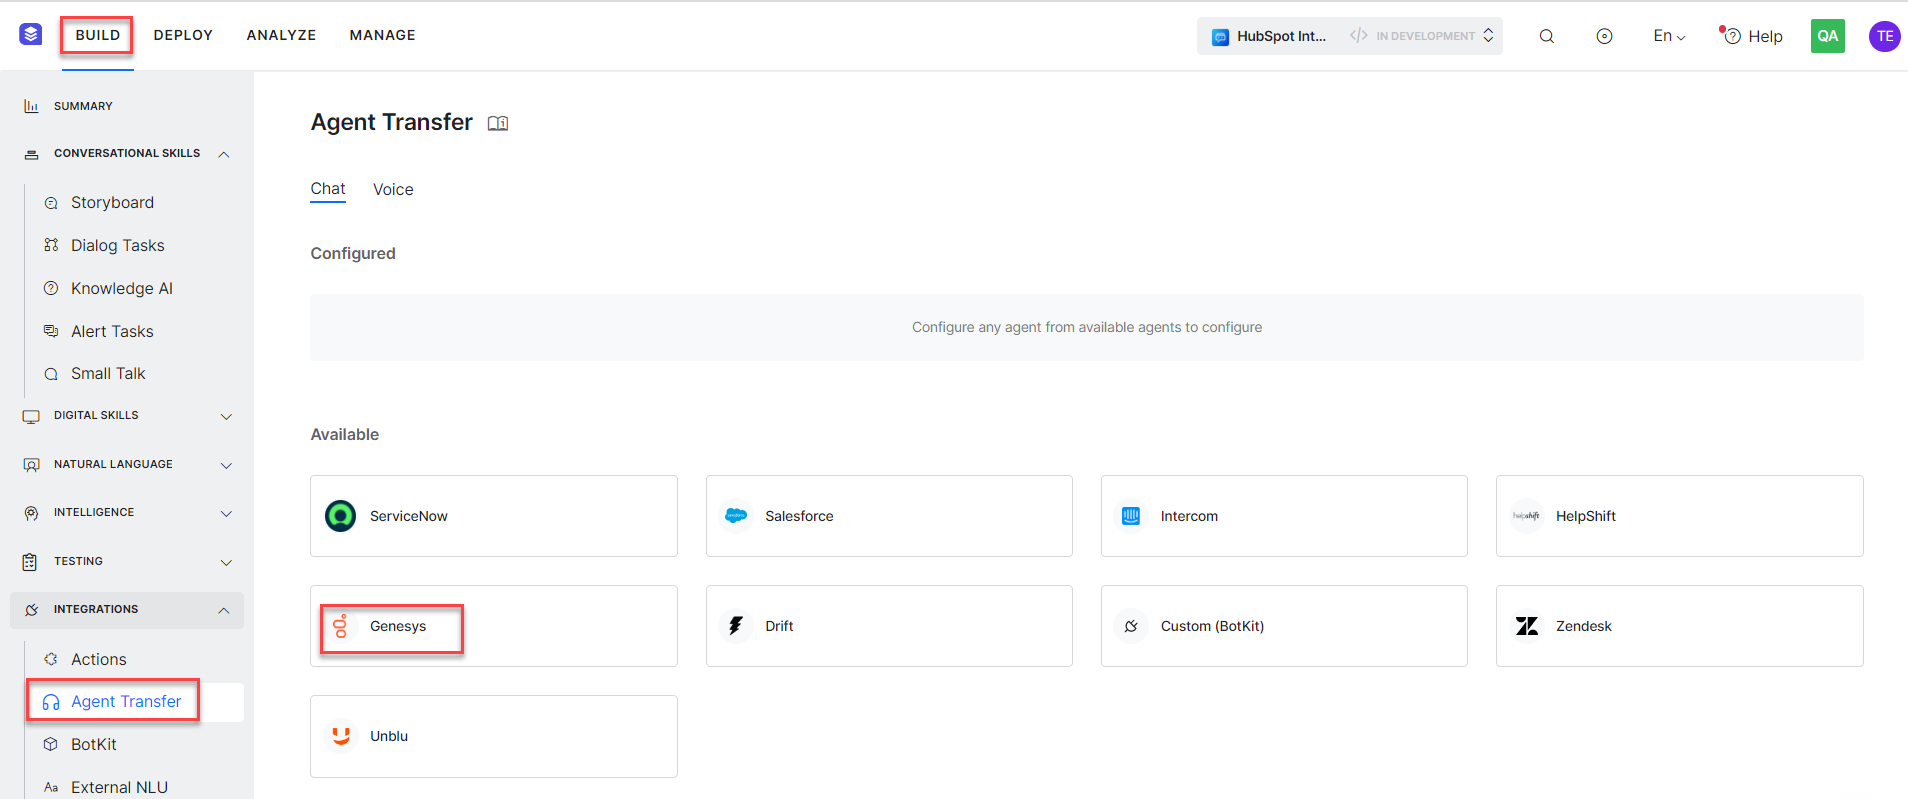 BUILD DEPLOY ANALYZE MANAGE HubSpot Int... </> IN DEVELOPMENT En Help QA TE
SUMMARY
CONVERSATIONAL SKILLS
Storyboard
Dialog Tasks
Knowledge AI
Alert Tasks
Small Talk
DIGITAL SKILLS
NATURAL LANGUAGE
INTELLIGENCE
TESTING
INTEGRATIONS
Actions
Agent Transfer
BotKit
Aa External NLU
Agent Transfer
Chat Voice
Configured
Configure any agent from available agents to configure
Available
ServiceNow
salesforce Salesforce
Intercom
helpshift HelpShift
Genesys
Drift
Custom (BotKit)
Zendesk
Unblu